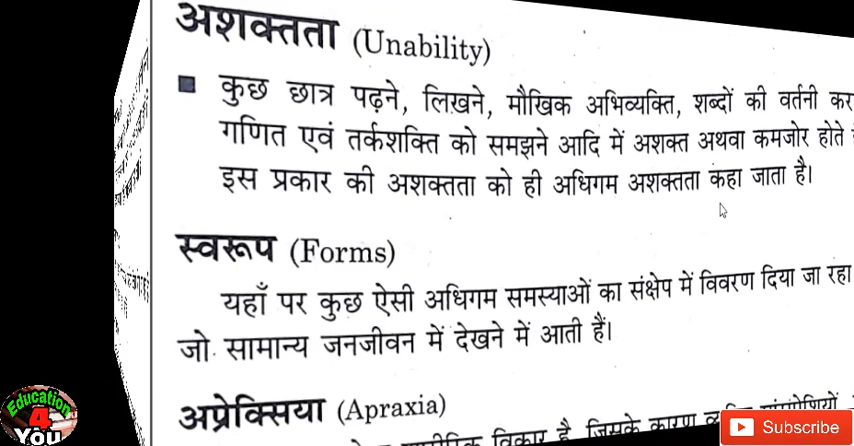 अशक्तता (Unability)
■ कुछ छात्र पढ़ने, लिखने, मौखिक अभिव्यक्ति, शब्दों की वर्तनी कर
गणित एवं तर्कशक्ति को समझने आदि में अशक्त अथवा कमजोर होते
इस प्रकार की अशक्तता को ही अधिगम अशक्तता कहा जाता है।
स्वरूप (Forms)
यहाँ पर कुछ ऐसी अधिगम समस्याओं का संक्षेप में विवरण दिया जा रहा
जो सामान्य जनजीवन में देखने में आती हैं।
अप्रेक्सिया (Apraxia)
विकार है, जिसके कारण
Education
4
You
Subscribe